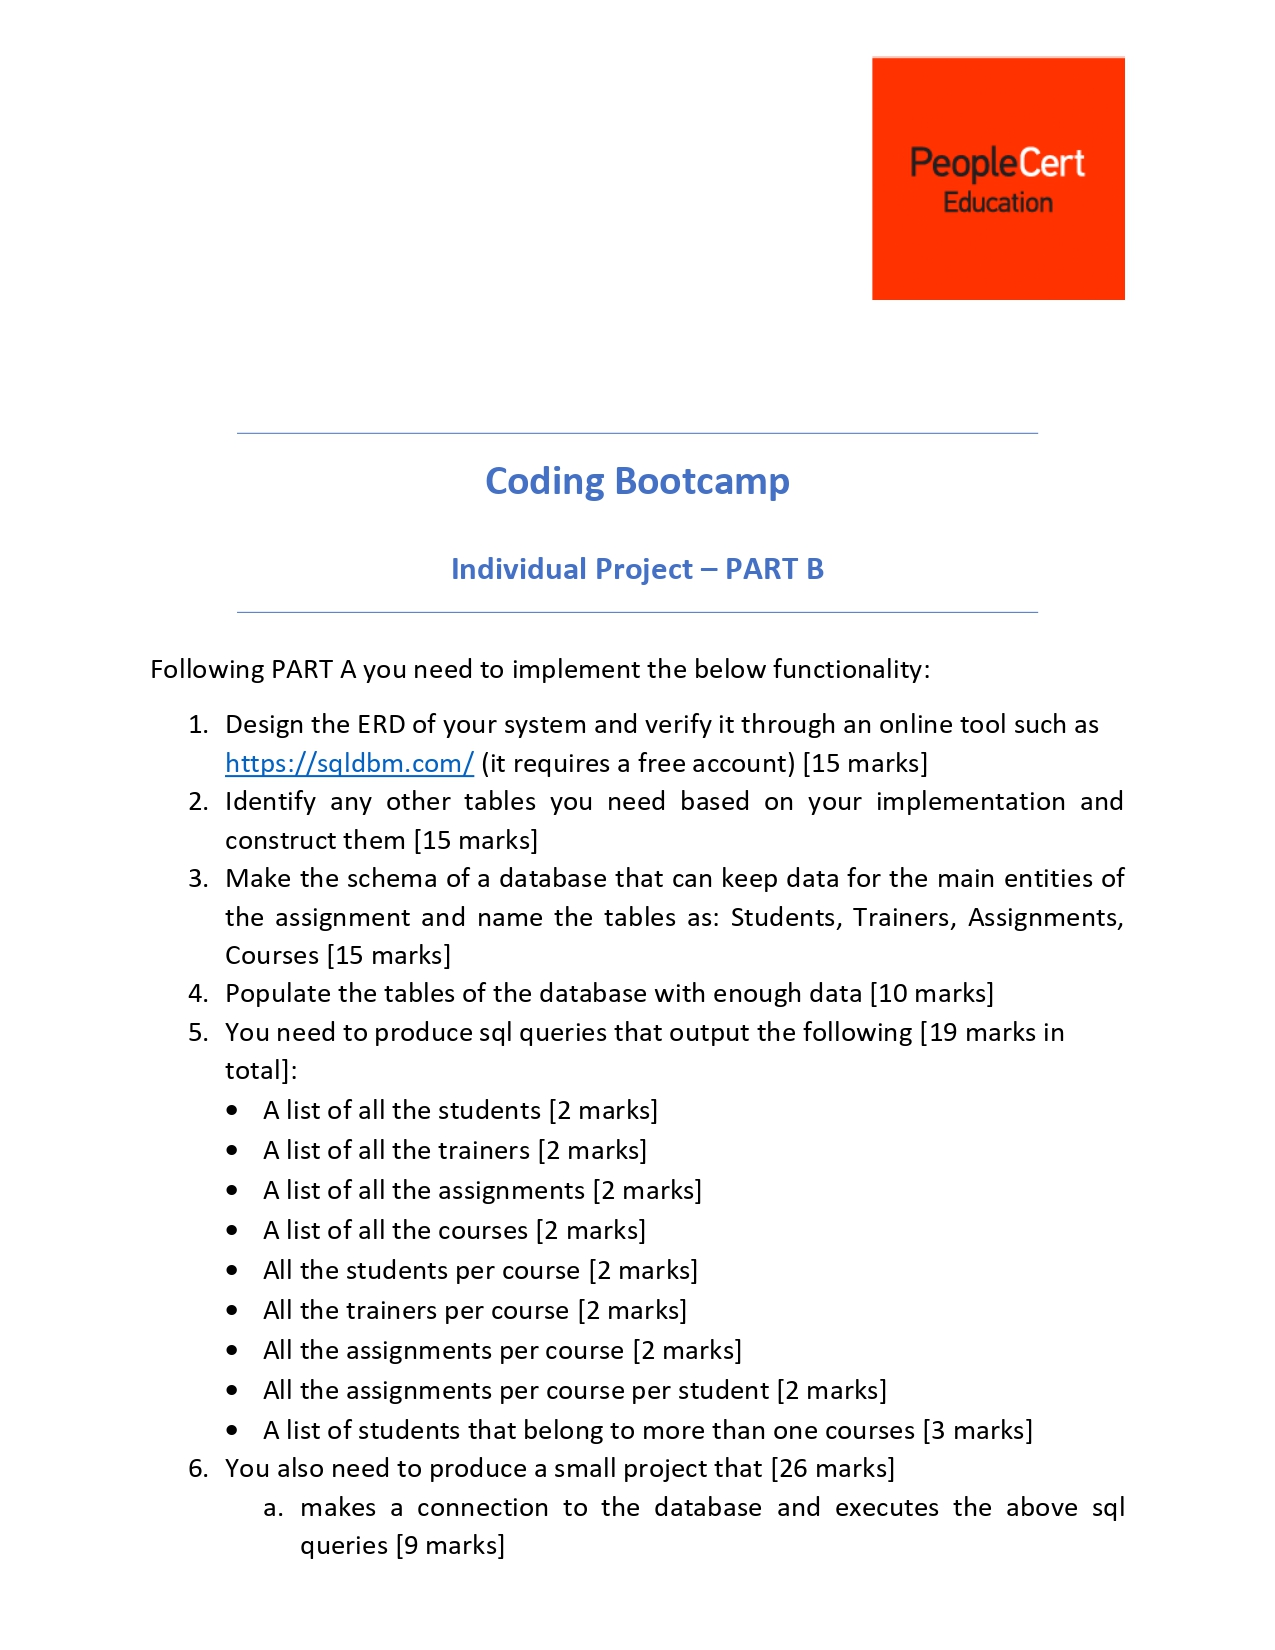 PeopleCert
Education
Coding Bootcamp
Individual Project – PART B
Following PART A you need to implement the below functionality:
1. Design the ERD of your system and verify it through an online tool such as
https://sqldbm.com/ (it requires a free account) [15 marks]
2. Identify any other tables you need based on your implementation and
construct them [15 marks]
3. Make the schema of a database that can keep data for the main entities of
the assignment and name the tables as: Students, Trainers, Assignments,
Courses [15 marks]
4. Populate the tables of the database with enough data [10 marks]
5. You need to produce sql queries that output the following [19 marks in
total]:
• A list of all the students [2 marks]
• A list of all the trainers [2 marks]
• A list of all the assignments [2 marks]
• A list of all the courses [2 marks]
• All the students per course [2 marks]
• All the trainers per course [2 marks]
• All the assignments per course [2 marks]
• All the assignments per course per student [2 marks]
• A list of students that belong to more than one courses [3 marks]
6. You also need to produce a small project that [26 marks]
a. makes a connection to the database and executes the above sql
queries [9 marks]